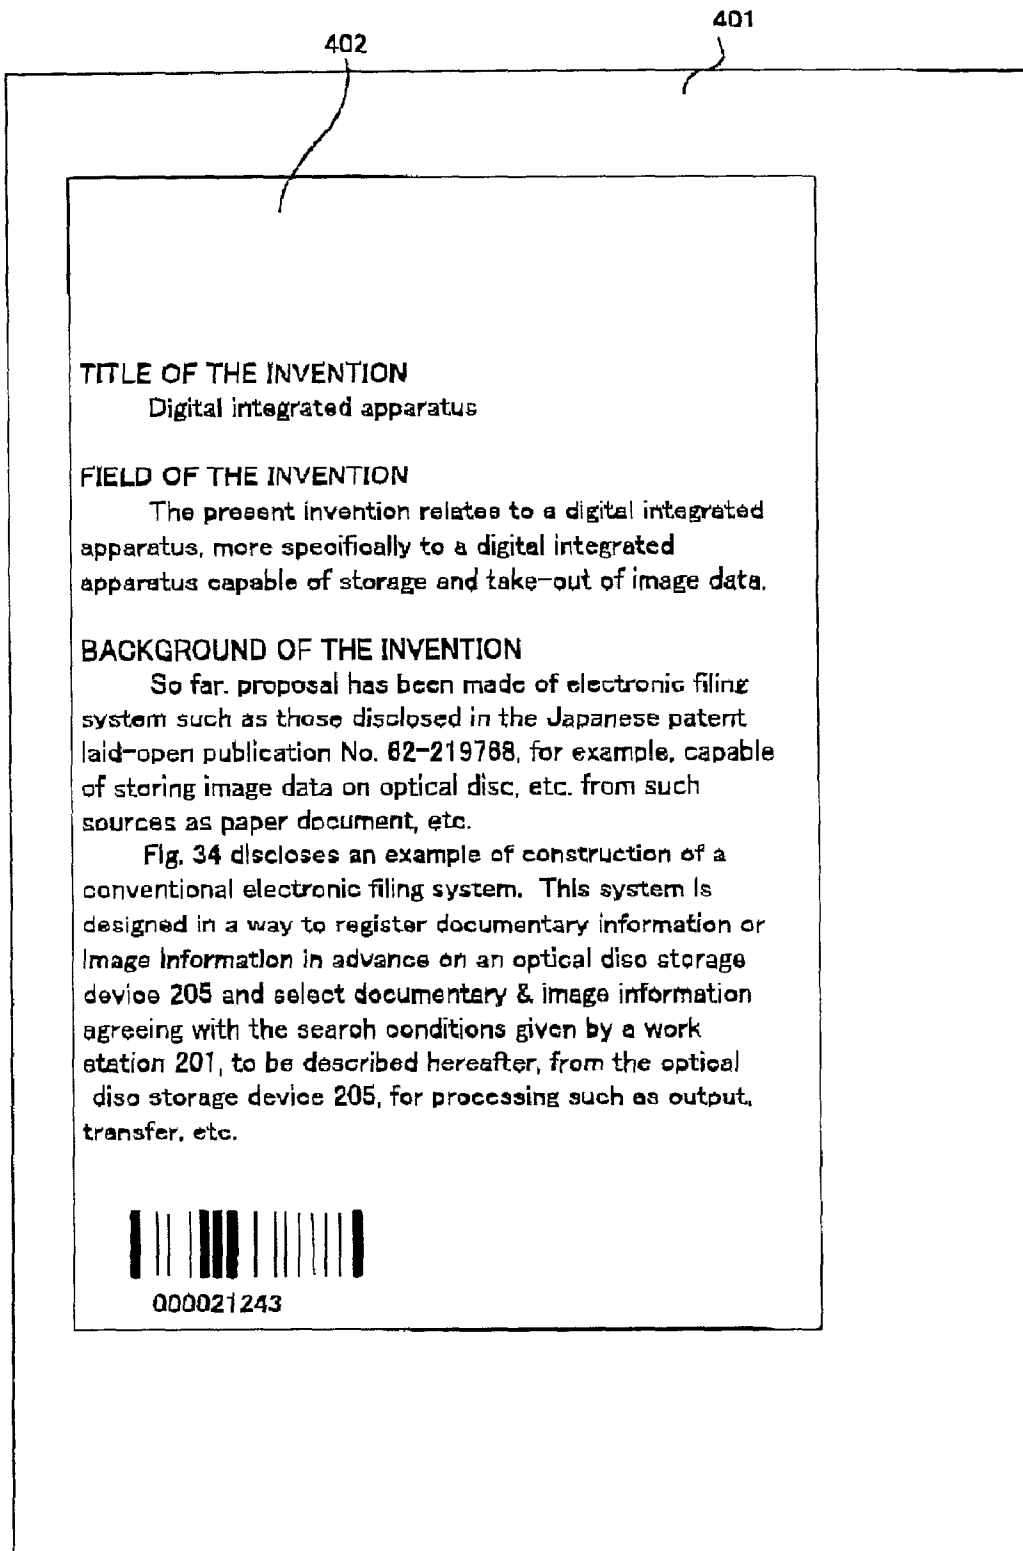 401
402
TITLE OF THE INVENTION
Digital integrated apparatus
FIELD OF THE INVENTION
The present invention relates to a digital integrated
apparatus, more specifically to a digital integrated
apparatus capable of storage and take-out of image data.
BACKGROUND OF THE INVENTION
So far. proposal has been made of electronic filing
system such as those disclosed in the Japanese patent
laid-open publication No. 62-219768, for example, capable
of storing image data on optical disc, etc. from such
sources as paper document, etc.
Fig. 34 discloses an example of construction of a
conventional electronic filing system. This system is
designed in a way to register documentary information or
image information in advance on an optical disc storage
device 205 and select documentary & image information
agreeing with the search conditions given by a work
station 201, to be described hereafter, from the optical
disc storage device 205, for processing such as output,
transfer, etc.
000021243